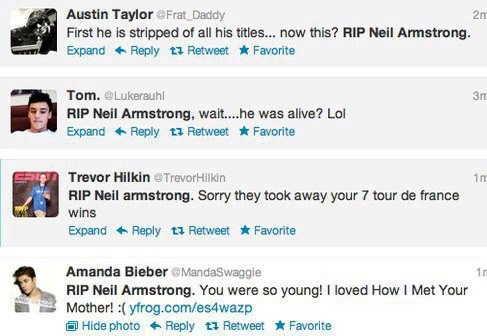 Austin Taylor @Frat_Daddy 2m
First he is stripped of all his titles... now this? RIP Neil Armstrong.
Expand Reply Retweet Favorite
Tom. @Lukerauhl 3m
RIP Neil Armstrong, wait....he was alive? Lol
Expand Reply Retweet Favorite
ESPN
Trevor Hilkin @TrevorHilkin 1m
RIP Neil armstrong. Sorry they took away your 7 tour de france
wins
Expand Reply Retweet Favorite
Amanda Bieber @MandaSwaggie 1m
RIP Neil Armstrong. You were so young! I loved How I Met Your
Mother! :( yfrog.com/es4wazp
Hide photo Reply Retweet Favorite